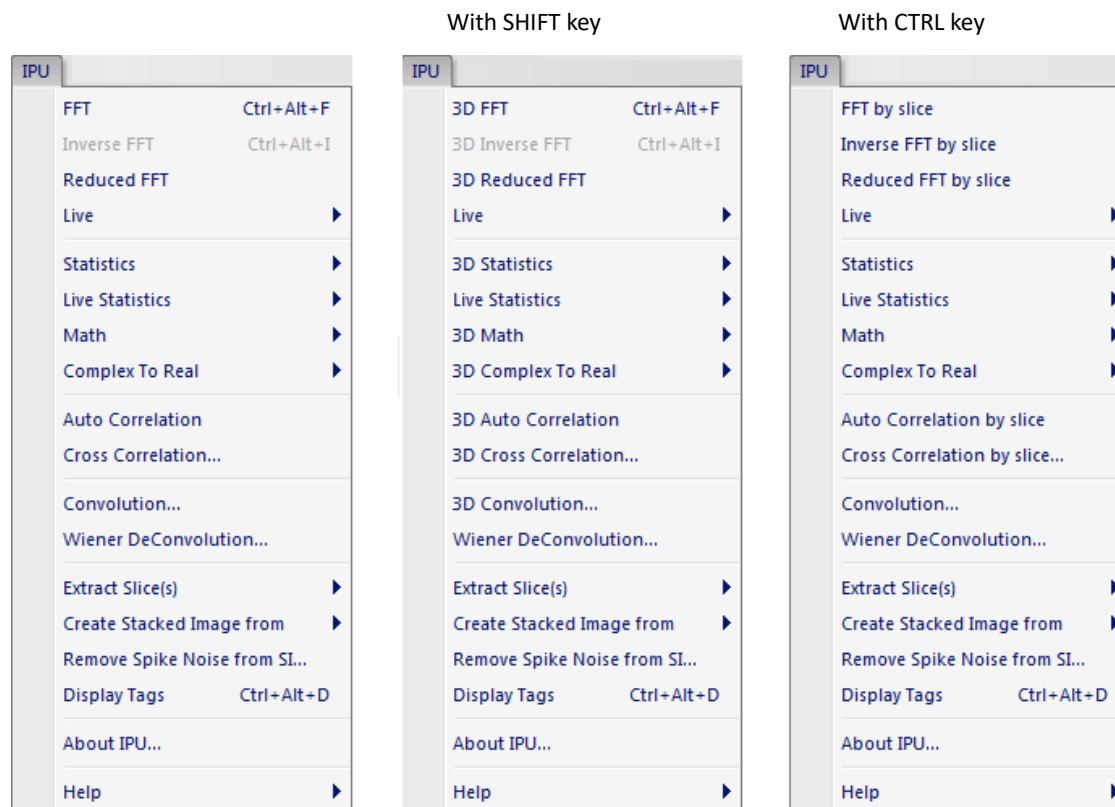 With SHIFT key
With CTRL key
IPU
FFT Ctrl+Alt+F
Inverse FFT Ctrl+Alt+I
Reduced FFT
Live
Statistics
Live Statistics
Math
Complex To Real
Auto Correlation
Cross Correlation...
Convolution...
Wiener DeConvolution...
Extract Slice(s)
Create Stacked Image from
Remove Spike Noise from SI...
Display Tags Ctrl+Alt+D
About IPU...
Help
IPU
3D FFT Ctrl+Alt+F
3D Inverse FFT Ctrl+Alt+I
3D Reduced FFT
Live
3D Statistics
Live Statistics
3D Math
3D Complex To Real
3D Auto Correlation
3D Cross Correlation...
3D Convolution...
Wiener DeConvolution...
Extract Slice(s)
Create Stacked Image from
Remove Spike Noise from SI...
Display Tags Ctrl+Alt+D
About IPU...
Help
IPU
FFT by slice
Inverse FFT by slice
Reduced FFT by slice
Live
Statistics
Live Statistics
Math
Complex To Real
Auto Correlation by slice
Cross Correlation by slice...
Convolution...
Wiener DeConvolution...
Extract Slice(s)
Create Stacked Image from
Remove Spike Noise from SI...
Display Tags Ctrl+Alt+D
About IPU...
Help